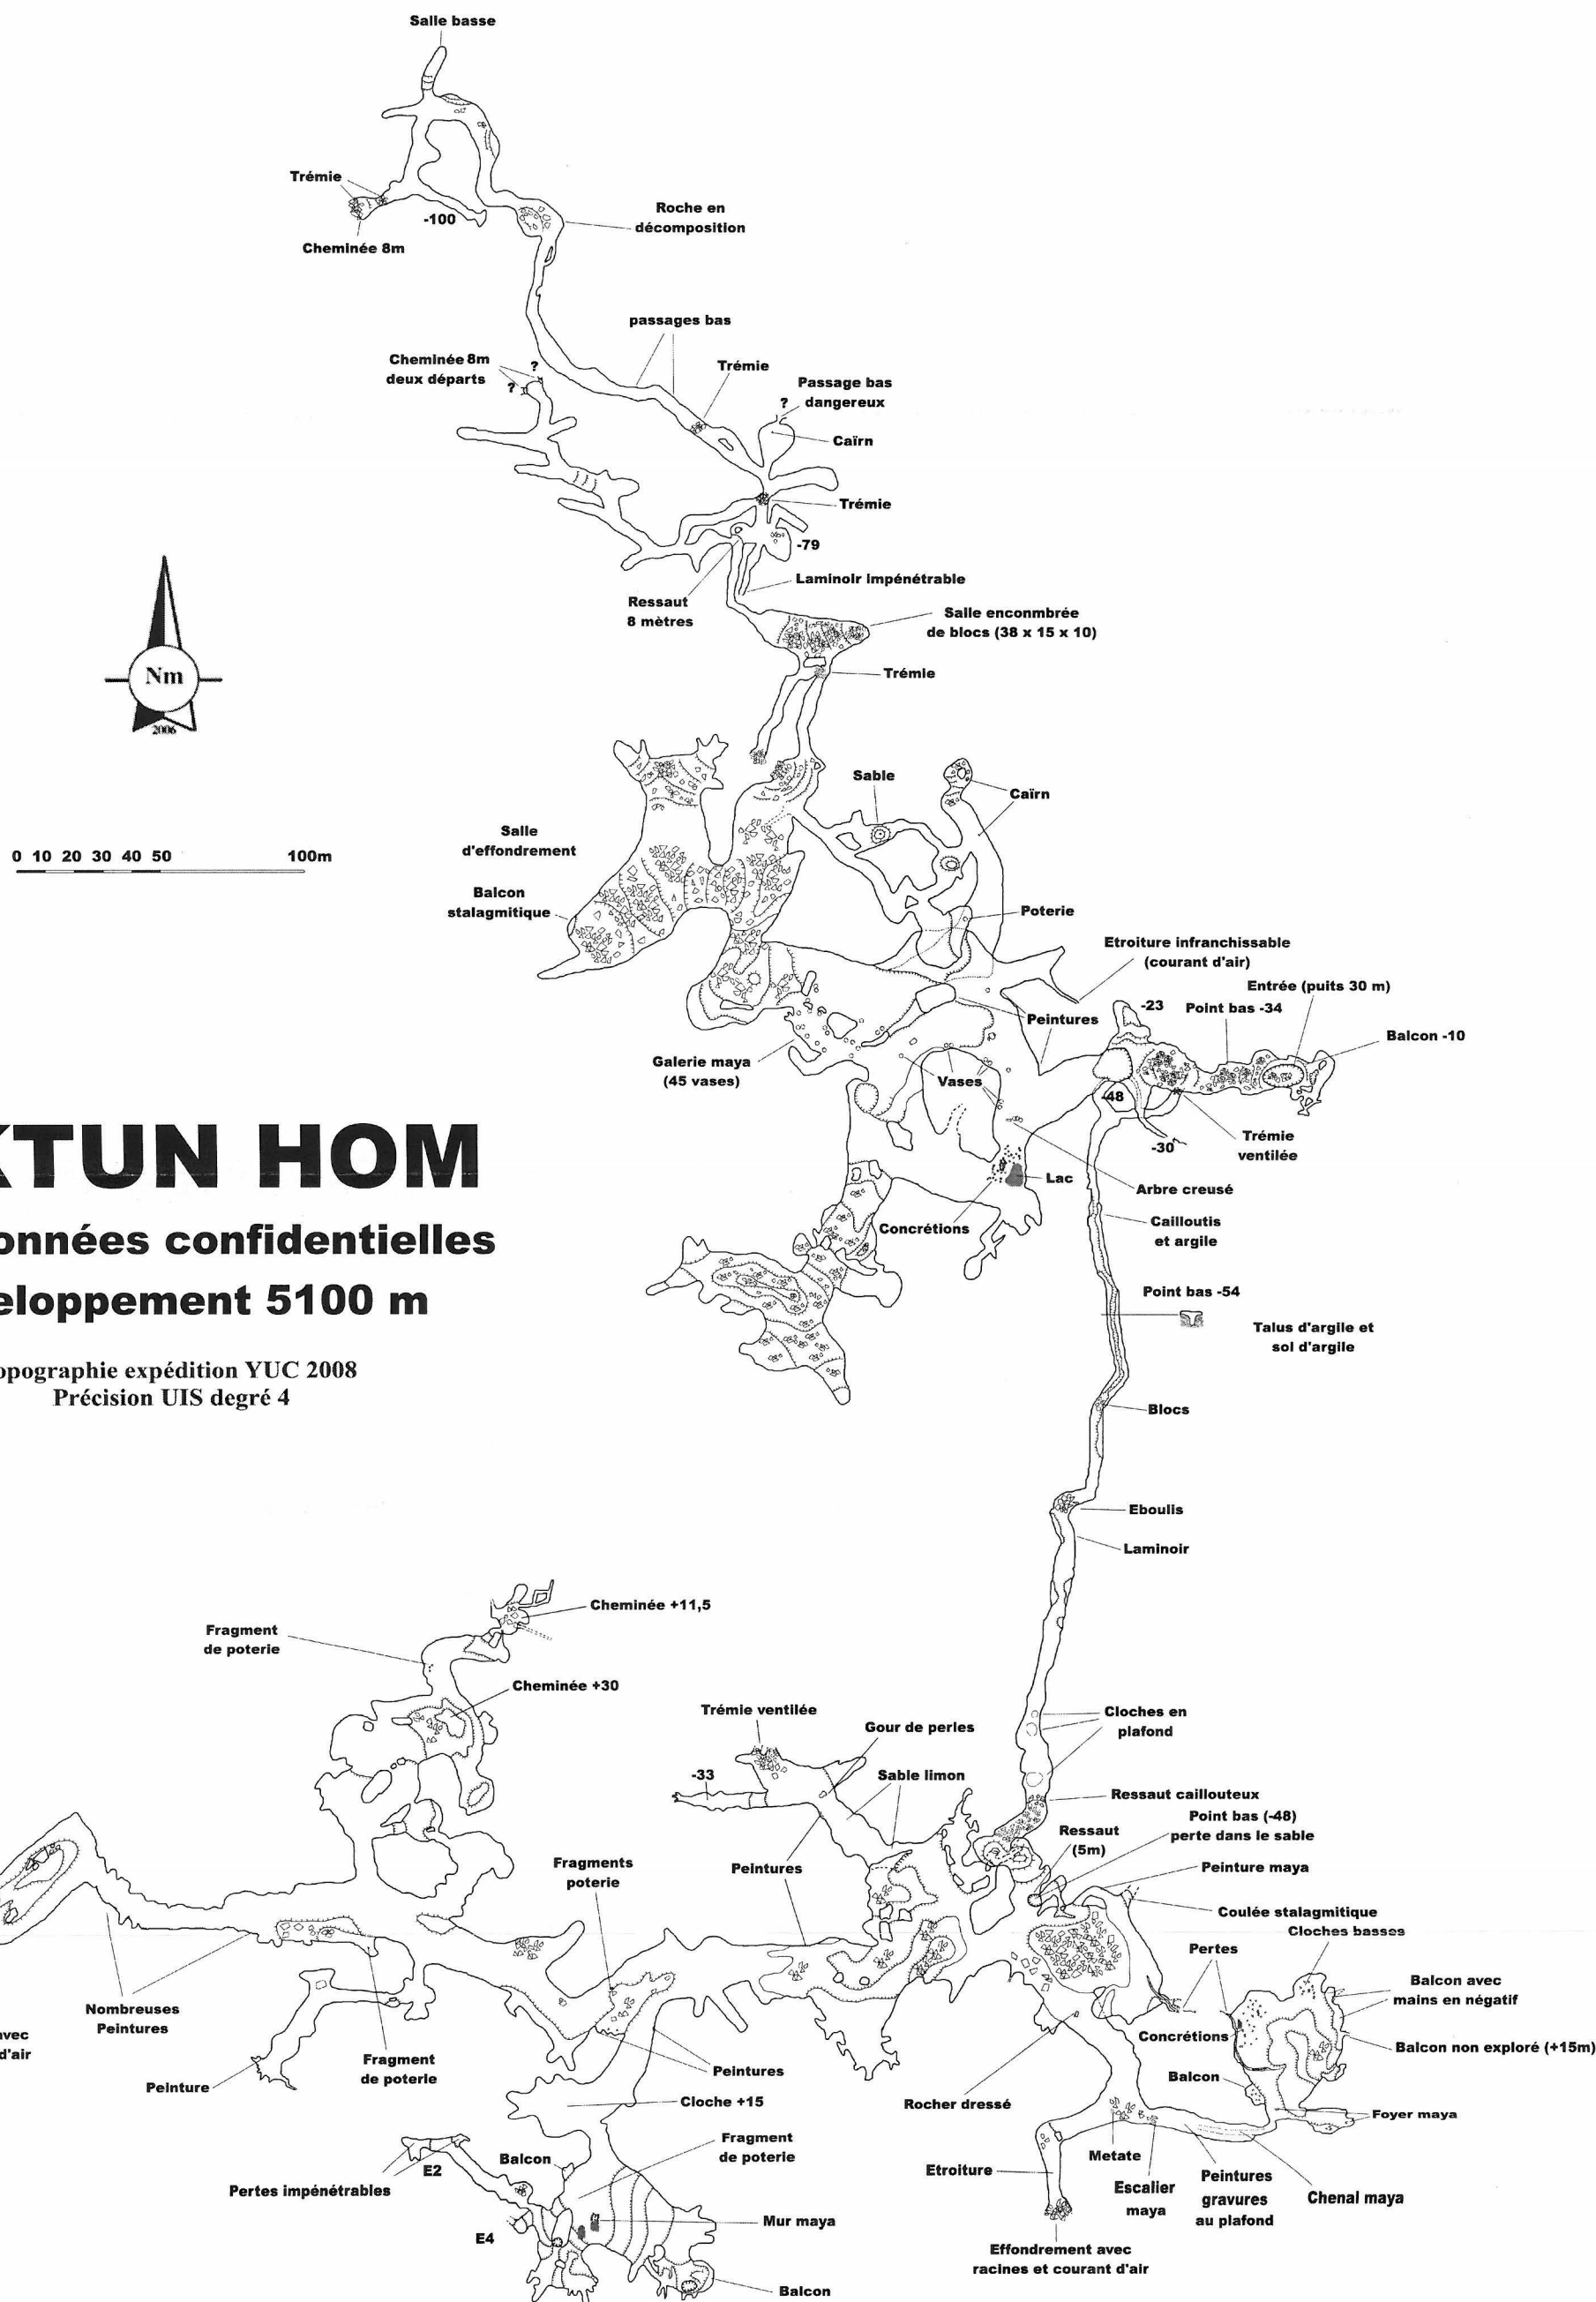 Salle basse
Trémie
-100
Roche en
décomposition
Cheminée 8m
passages bas
Cheminée 8m
deux départs
?
?
Trémie
Passage bas
dangereux
?
Caïrn
Trémie
-79
Laminoir impénétrable
Ressaut
8 mètres
Salle enconmbrée
de blocs (38 x 15 x 10)
Trémie
Nm
2006
Sable
Caïrn
Salle
d'effondrement
0 10 20 30 40 50 100m
Balcon
stalagmitique
Poterie
Etroiture infranchissable
(courant d'air)
Entrée (puits 30 m)
-23
Point bas -34
Peintures
Balcon -10
Galerie maya
(45 vases)
Vases
-48
-30
Trémie
ventilée
Lac
Arbre creusé
Concrétions
Cailloutis
et argile
KTUN HOM
onnées confidentielles
eloppement 5100 m
opographie expédition YUC 2008
Précision UIS degré 4
Point bas -54
Talus d'argile et
sol d'argile
Blocs
Eboulis
Laminoir
Cheminée +11,5
Fragment
de poterie
Cheminée +30
Trémie ventilée
Gour de perles
Cloches en
plafond
-33
Sable limon
Ressaut caillouteux
Point bas (-48)
perte dans le sable
Ressaut
(5m)
Fragments
poterie
Peintures
Peinture maya
Coulée stalagmitique
Cloches basses
Pertes
Balcon avec
mains en négatif
Nombreuses
Peintures
avec
d'air
Concrétions
Balcon non exploré (+15m)
Fragment
de poterie
Peintures
Peinture
Balcon
Cloche +15
Rocher dressé
Foyer maya
Fragment
de poterie
Balcon
E2
Metate
Etroiture
Pertes impénétrables
Escalier
maya
Peintures
gravures
au plafond
Chenal maya
Mur maya
E4
Effondrement avec
racines et courant d'air
Balcon